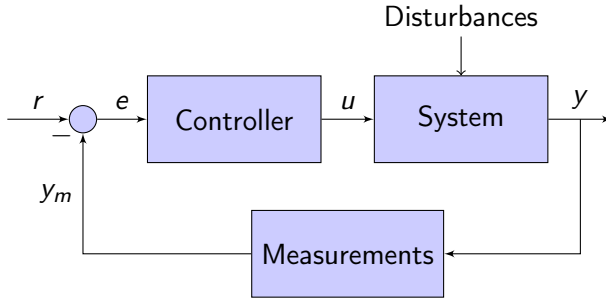 Disturbances
r
e
Controller
u
System
y
−
y_m
Measurements